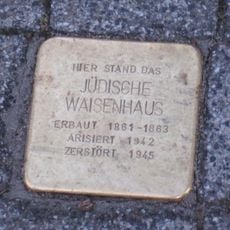 HIER STAND DAS
JÜDISCHE
WAISENHAUS
ERBAUT 1861-1863
ARISIERT 1942
ZERSTÖRT 1945